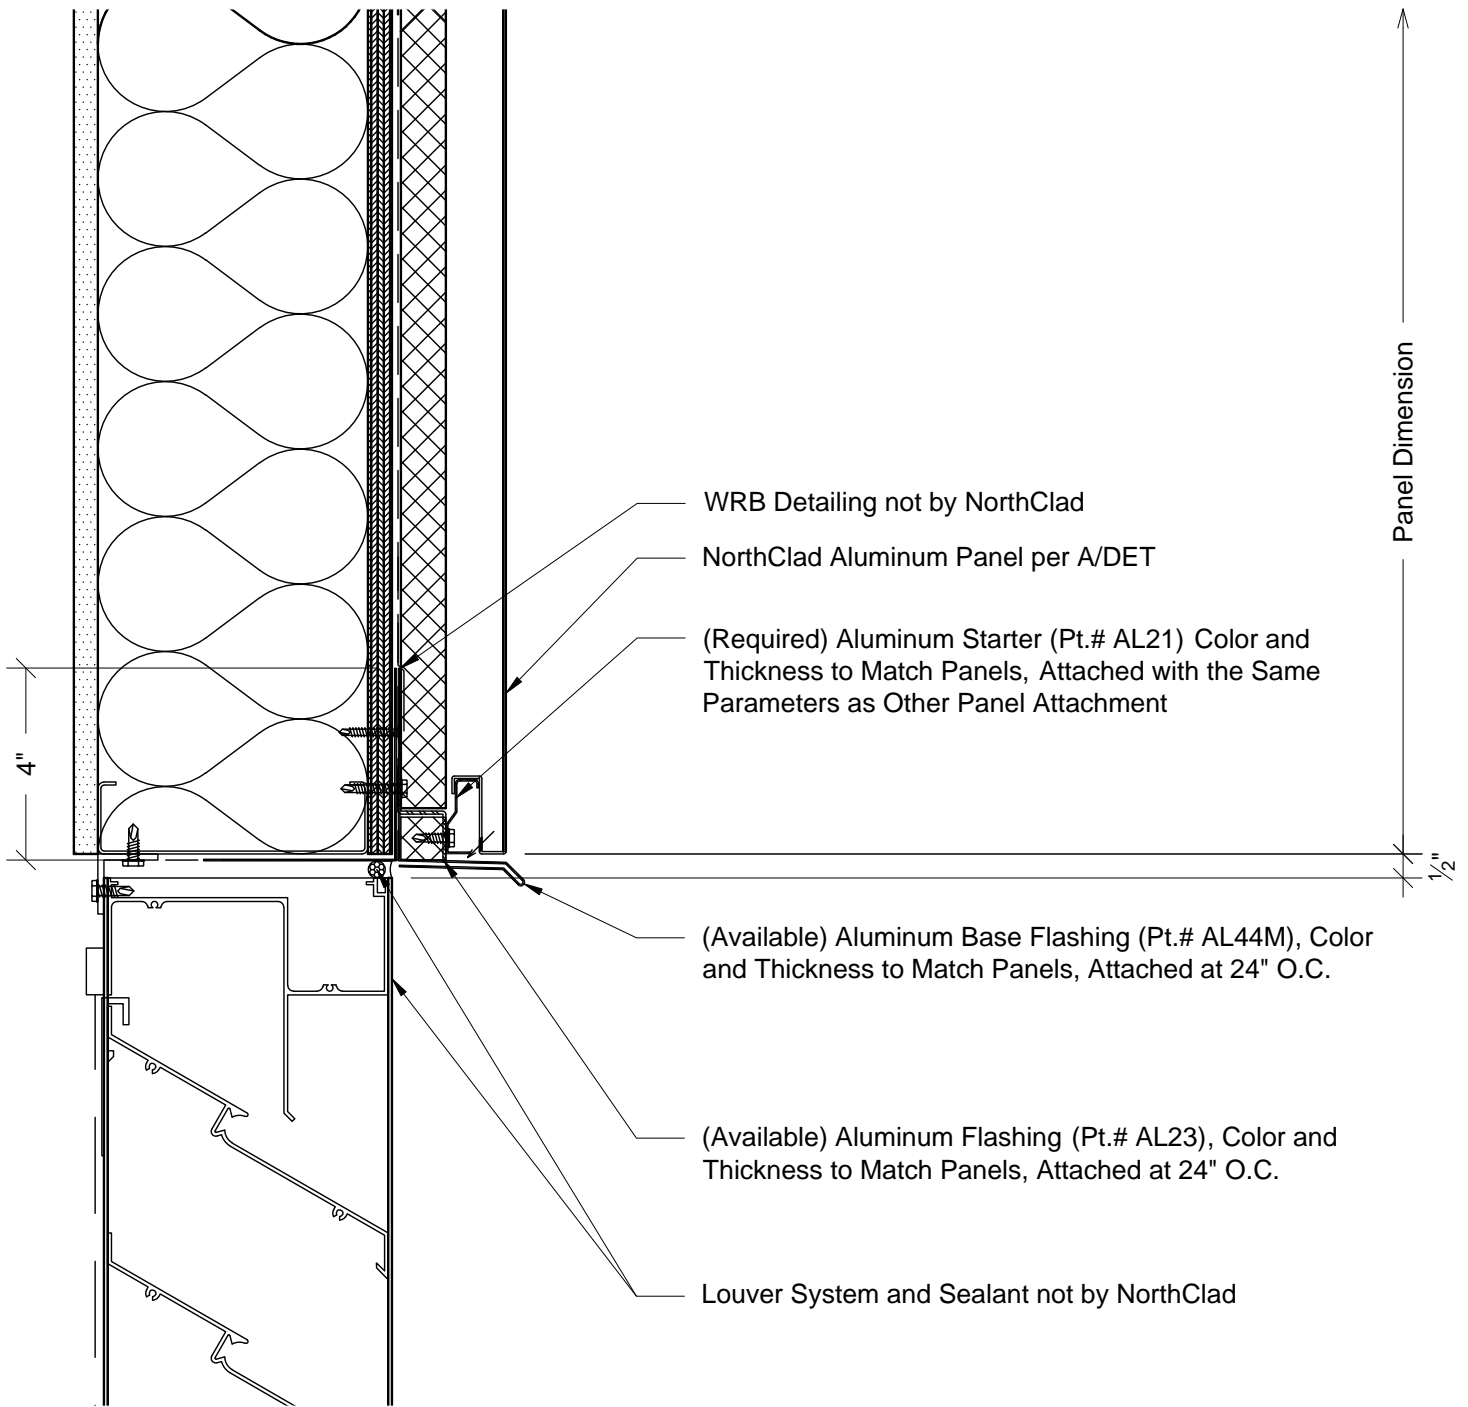 Panel Dimension
WRB Detailing not by NorthClad
NorthClad Aluminum Panel per A/DET
(Required) Aluminum Starter (Pt.# AL21) Color and
Thickness to Match Panels, Attached with the Same
Parameters as Other Panel Attachment
4"
½"
(Available) Aluminum Base Flashing (Pt.# AL44M), Color
and Thickness to Match Panels, Attached at 24" O.C.
(Available) Aluminum Flashing (Pt.# AL23), Color and
Thickness to Match Panels, Attached at 24" O.C.
Louver System and Sealant not by NorthClad